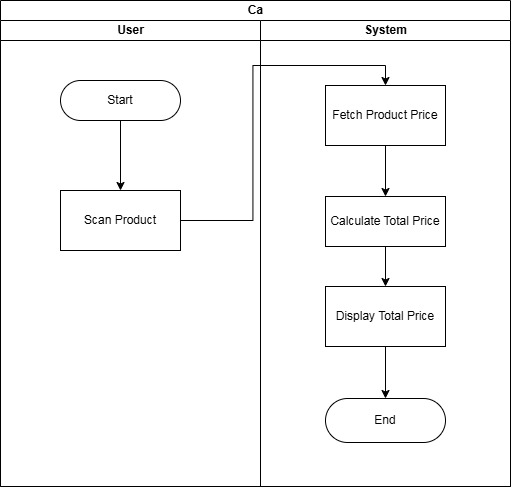 Ca
User
System
Start
Scan Product
Fetch Product Price
Calculate Total Price
Display Total Price
End